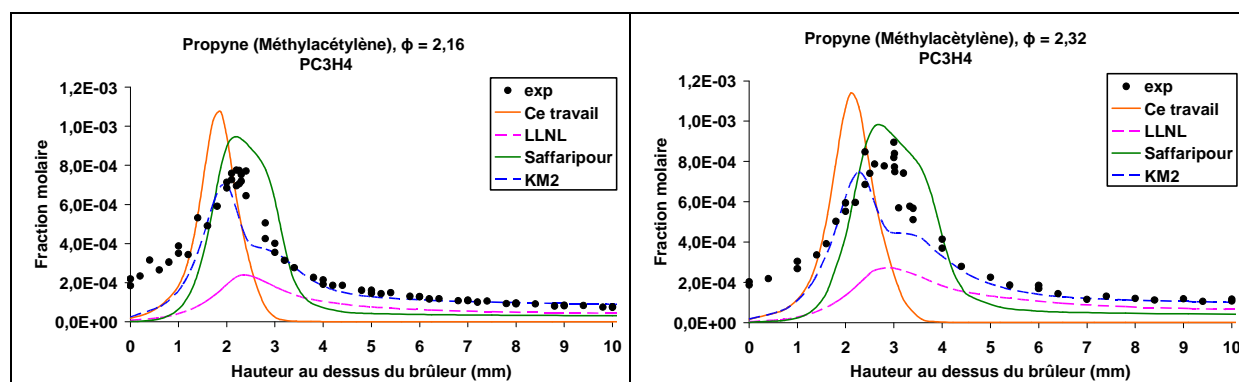 Propyne (Méthylacétylène), ϕ = 2,16
PC3H4
1,2E-03
1,0E-03
8,0E-04
6,0E-04
4,0E-04
2,0E-04
0,0E+00
Fraction molaire
exp
Ce travail
LLNL
Saffaripour
KM2
0 1 2 3 4 5 6 7 8 9 10
Hauteur au dessus du brûleur (mm)
Propyne (Méthylacètylène), ϕ = 2,32
PC3H4
1,2E-03
1,0E-03
8,0E-04
6,0E-04
4,0E-04
2,0E-04
0,0E+00
Fraction molaire
exp
Ce travail
LLNL
Saffaripour
KM2
0 1 2 3 4 5 6 7 8 9 10
Hauteur au dessus du brûleur (mm)